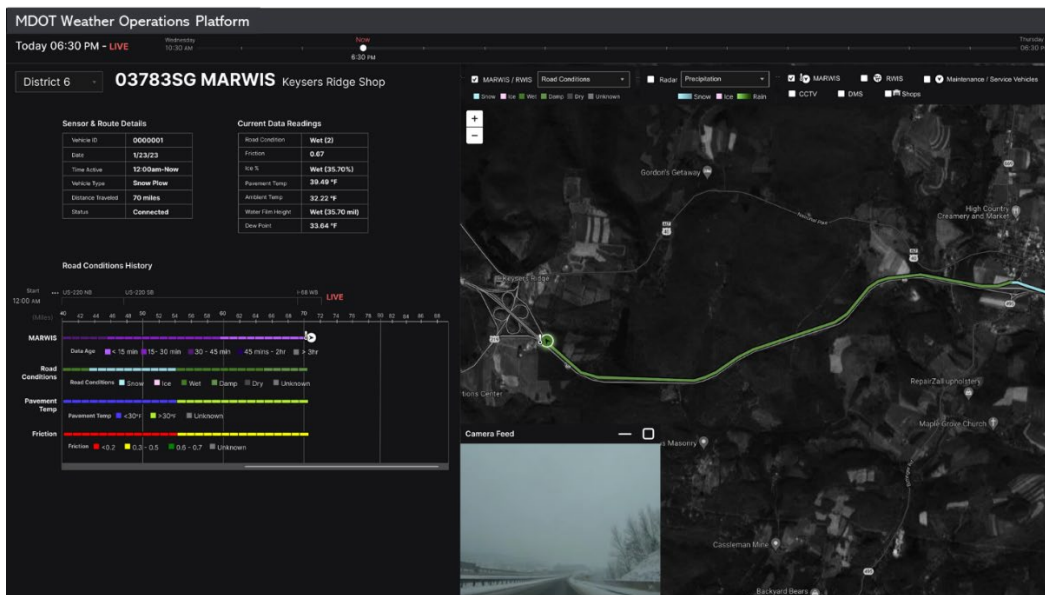 MDOT Weather Operations Platform
Today 06:30 PM - LIVE
Wednesday
10:30 AM
Now
6:30 PM
Thursday
06:30 P
District 6
03783SG MARWIS Keysers Ridge Shop
MARWIS / RWIS
Road Conditions
Radar
Precipitation
MARWIS
RWIS
Maintenance / Service Vehicles
Snow Ice Wet Damp Dry Unknown
Snow Ice Rain
CCTV
DMS
Shops
Sensor & Route Details
Vehicle ID 0000001
Date 1/23/23
Time Active 12:00am-Now
Vehicle Type Snow Plow
Distance Traveled 70 miles
Status Connected
Current Data Readings
Road Condition Wet (2)
Friction 0.67
Ice % Wet (35.70%)
Pavement Temp 39.49 °F
Ambient Temp 32.22 °F
Water Film Height Wet (35.70 mil)
Dew Point 33.64 °F
+
−
Gordon's Getaway
National Pike
High Country
Creamery and Market
Keysers Ridge
tions Center
RepairZall upholstery
Maple Grove Church
s Masonry
Cassleman Mine
Backyard Bears
Road Conditions History
Start
12:00 AM
US-220 NB
US-220 SB
I-68 WB
LIVE
(Miles)
MARWIS
Data Age < 15 min 15- 30 min 30 - 45 min 45 mins - 2hr > 3hr
Road
Conditions
Road Conditions Snow Ice Wet Damp Dry Unknown
Pavement
Temp
Pavement Temp <30°F >30°F Unknown
Friction
Friction <0.2 0.3 - 0.5 0.6 - 0.7 Unknown
Camera Feed